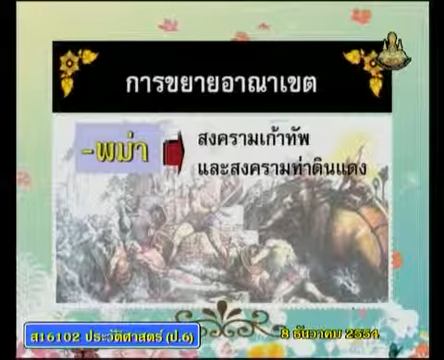 การขยายอาณาเขต
-พม่า
สงครามเก้าทัพ
และสงครามท่าดินแดง
ส16102 ประวัติศาสตร์ (ป.6)
8 ธันวาคม 2554